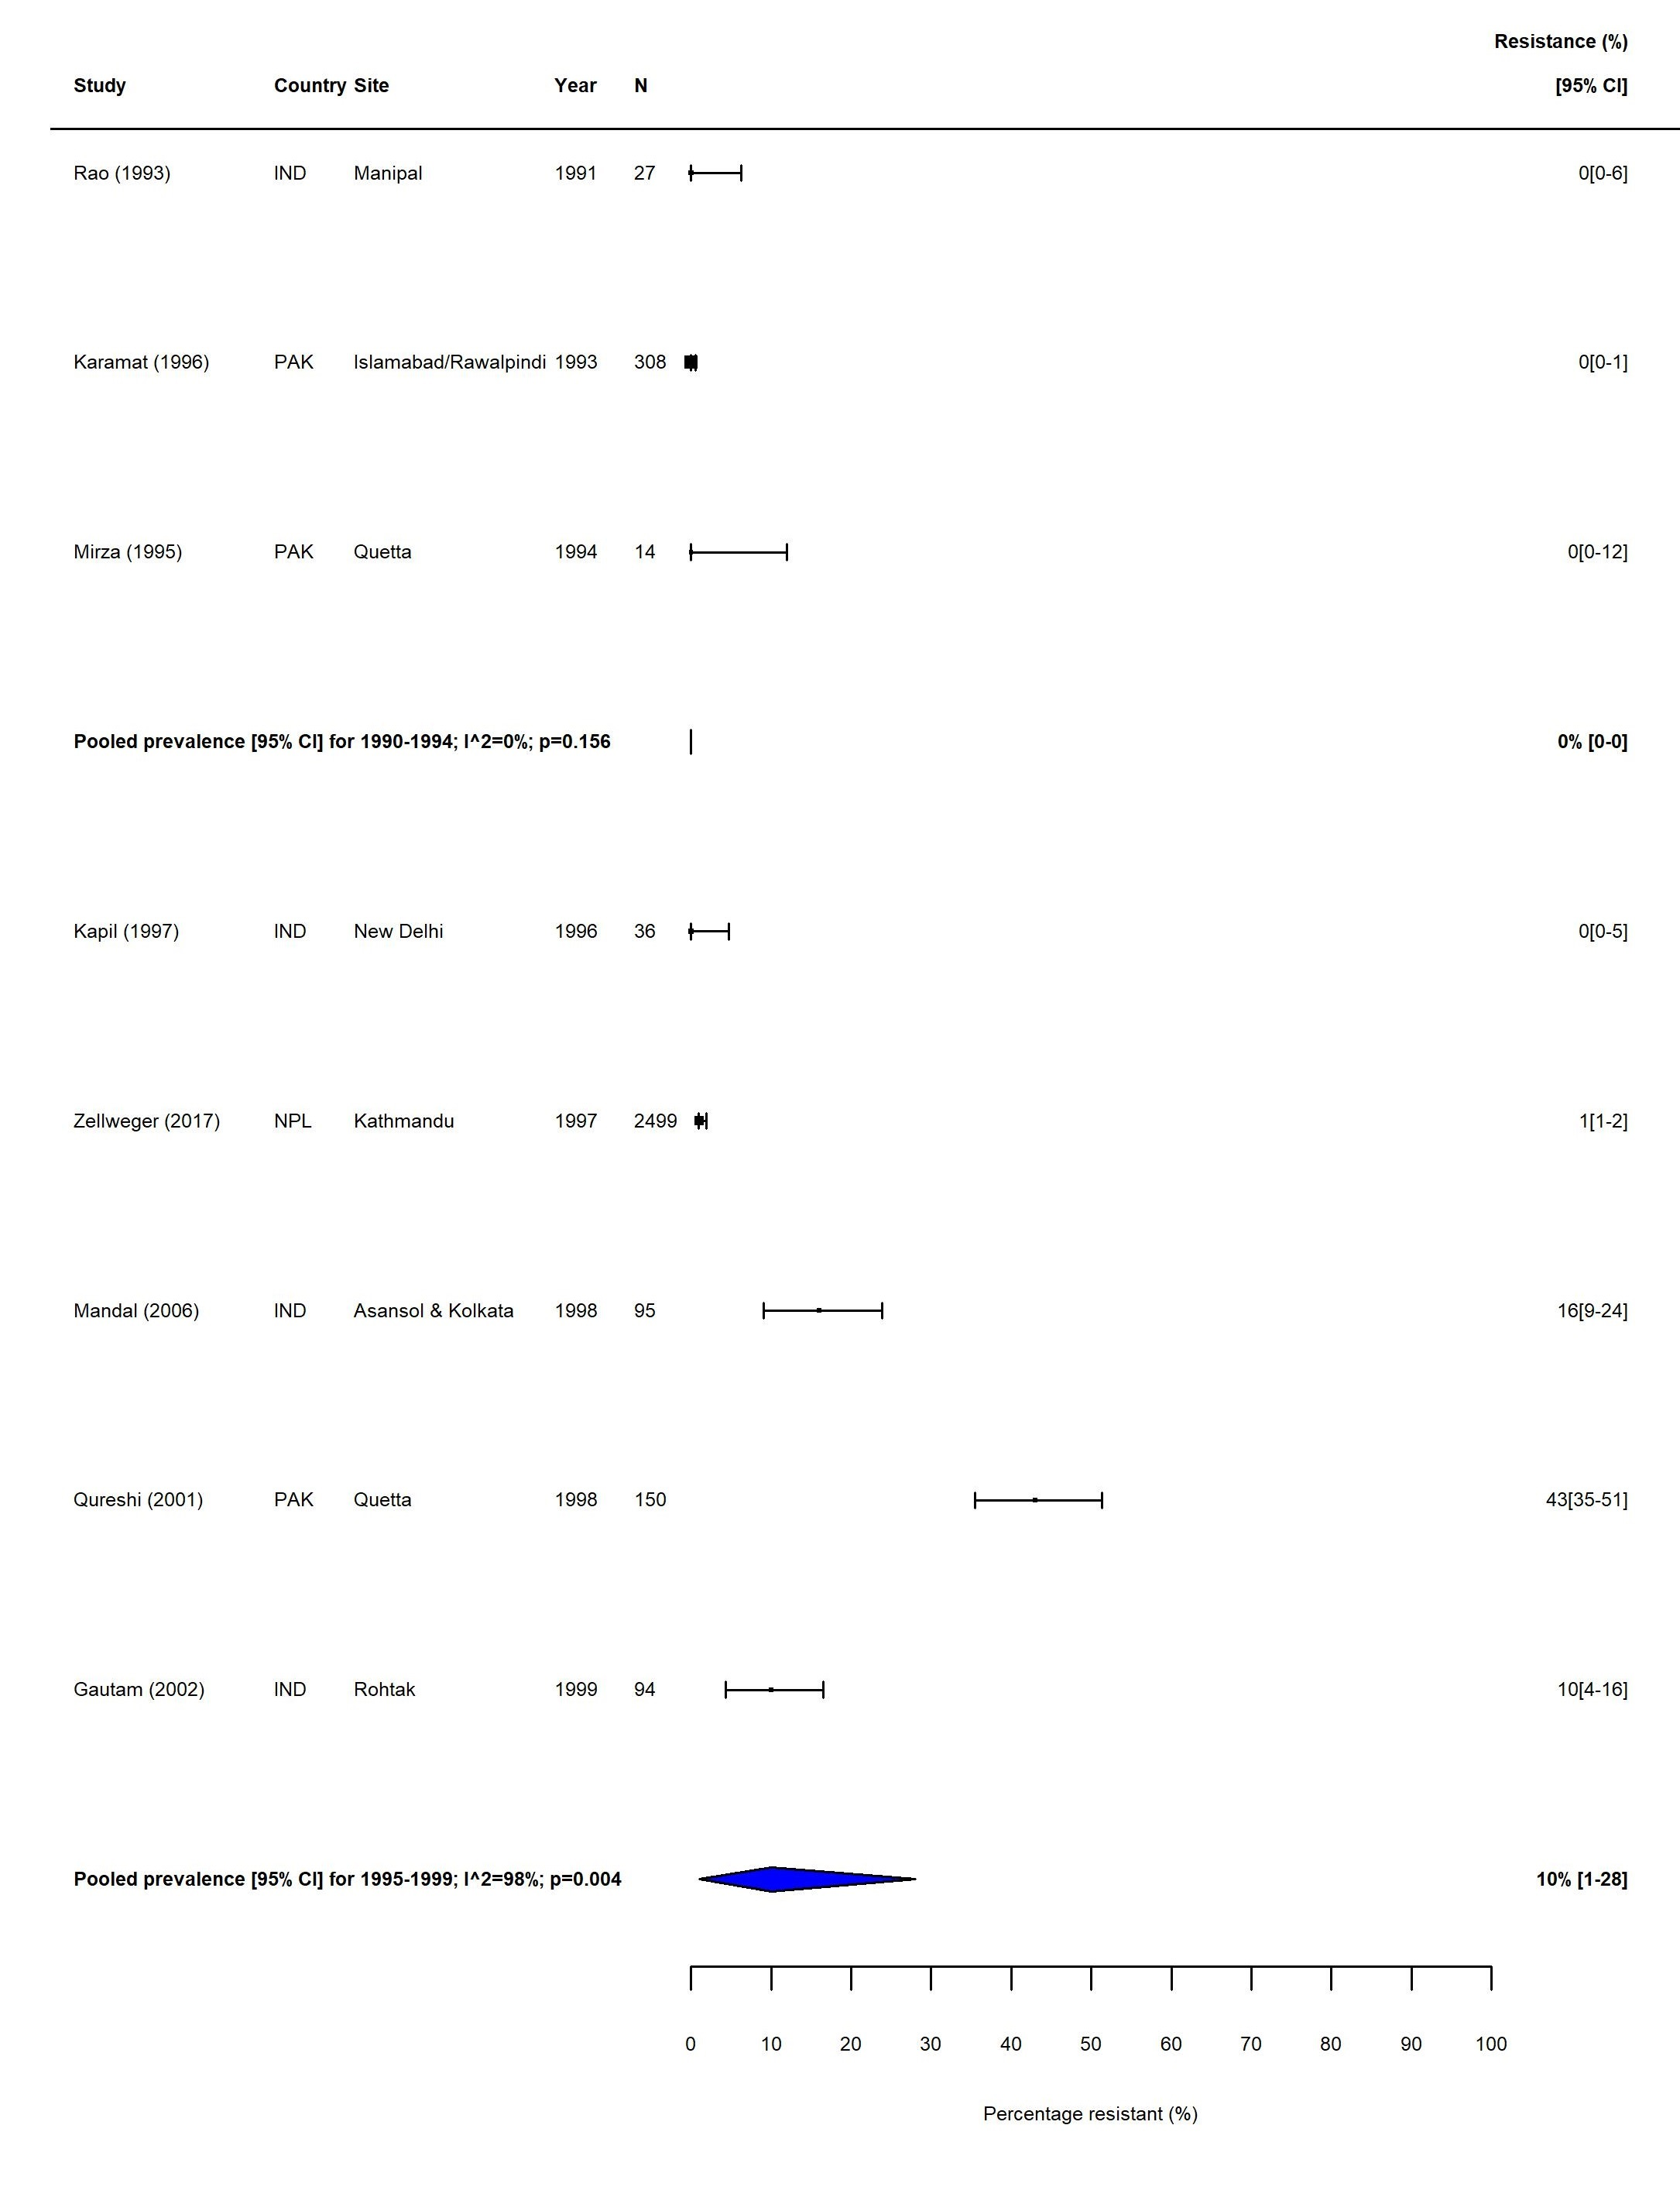 Resistance (%)
Study Country Site Year N [95% CI]
Rao (1993) IND Manipal 1991 27 0[0-6]
Karamat (1996) PAK Islamabad/Rawalpindi 1993 308 0[0-1]
Mirza (1995) PAK Quetta 1994 14 0[0-12]
Pooled prevalence [95% CI] for 1990-1994; I^2=0%; p=0.156 0% [0-0]
Kapil (1997) IND New Delhi 1996 36 0[0-5]
Zellweger (2017) NPL Kathmandu 1997 2499 1[1-2]
Mandal (2006) IND Asansol & Kolkata 1998 95 16[9-24]
Qureshi (2001) PAK Quetta 1998 150 43[35-51]
Gautam (2002) IND Rohtak 1999 94 10[4-16]
Pooled prevalence [95% CI] for 1995-1999; I^2=98%; p=0.004 10% [1-28]
0 10 20 30 40 50 60 70 80 90 100
Percentage resistant (%)